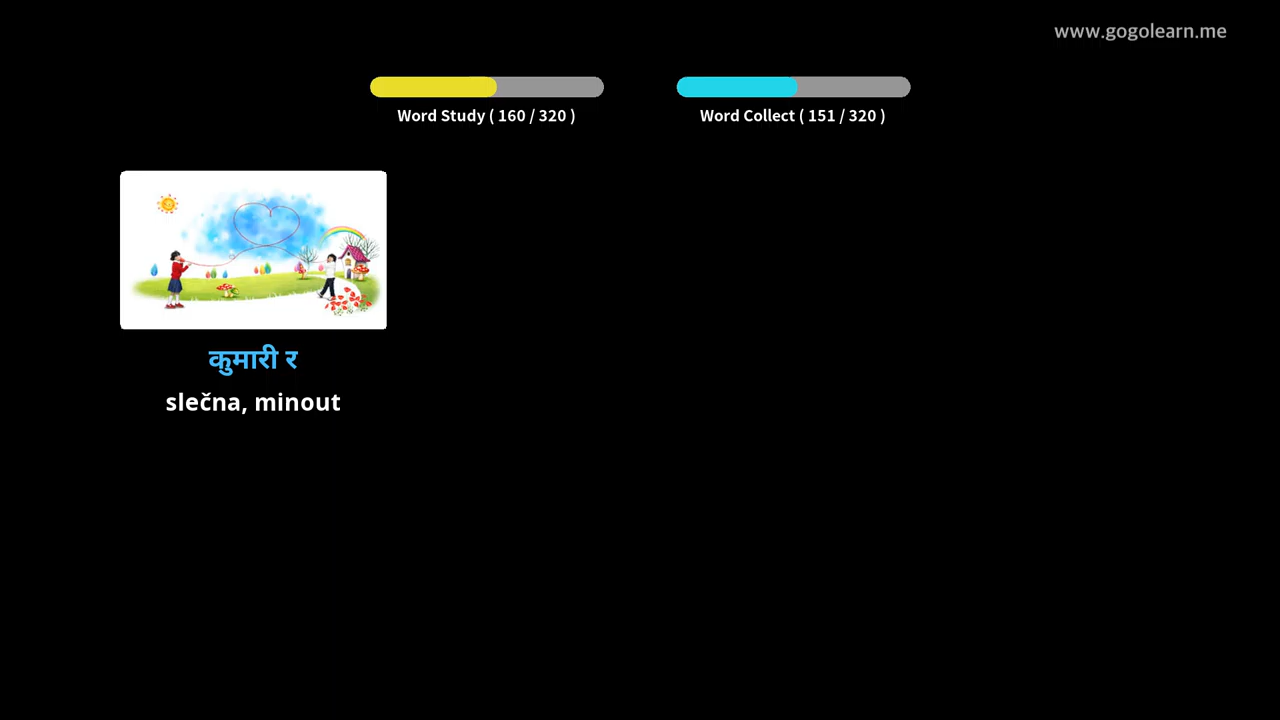 www.gogolearn.me
Word Study ( 160 / 320 )
Word Collect ( 151 / 320 )
कुमारी र
slečna, minout